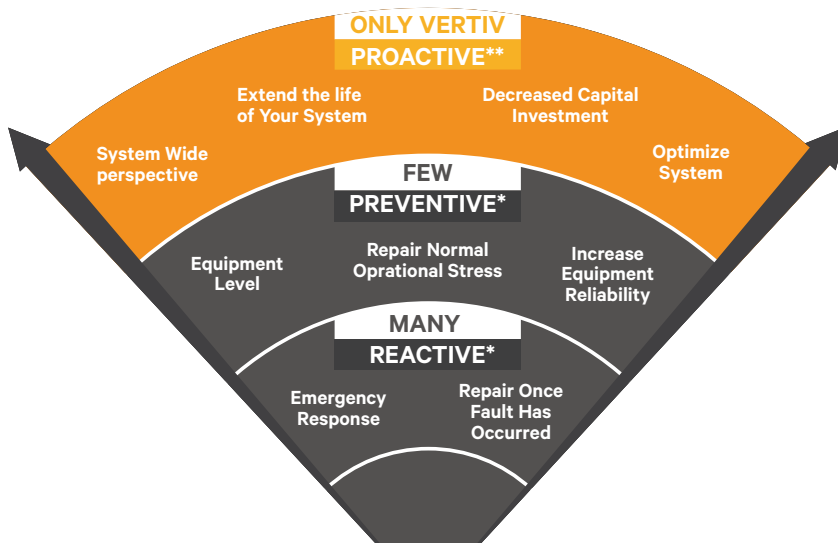 ONLY VERTIV
PROACTIVE**
Extend the life
of Your System
Decreased Capital
Investment
System Wide
perspective
Optimize
System
FEW
PREVENTIVE*
Equipment
Level
Repair Normal
Oprational Stress
Increase
Equipment
Reliability
MANY
REACTIVE*
Emergency
Response
Repair Once
Fault Has
Occurred